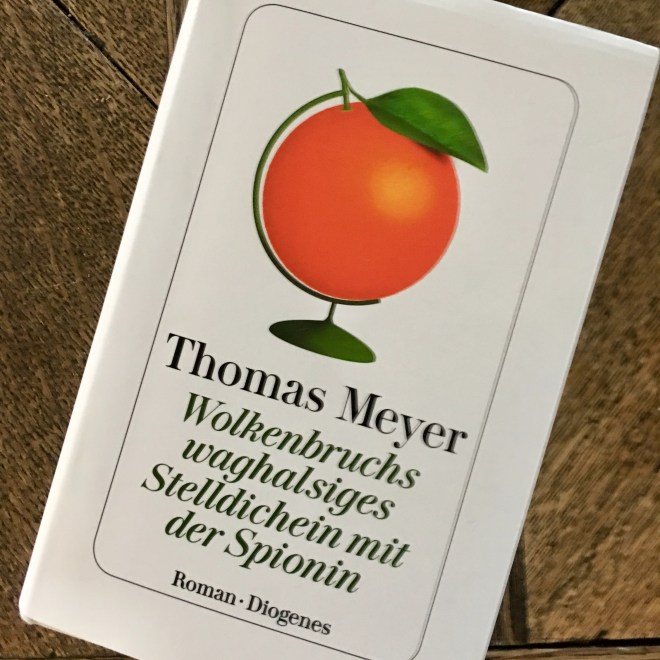 Thomas Meyer
Wolkenbruchs
waghalsiges
Stelldichein mit
der Spionin
Roman · Diogenes